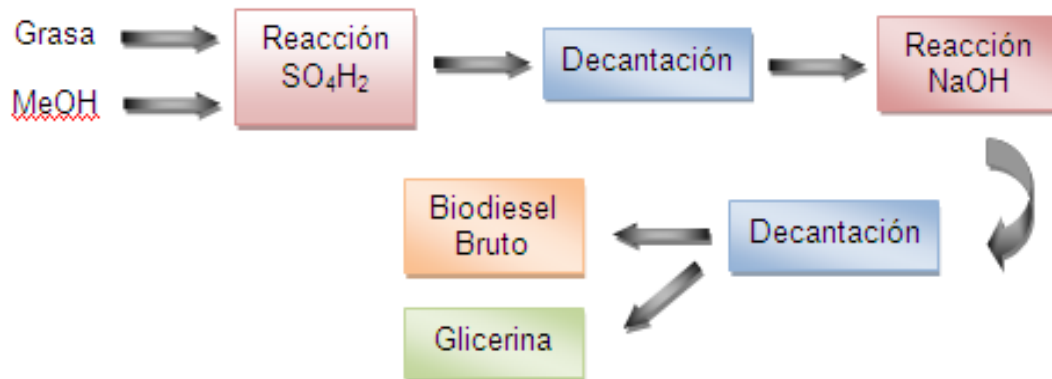 Grasa
MeOH
Reacción
SO₄H₂
Decantación
Reacción
NaOH
Decantación
Biodiesel
Bruto
Glicerina